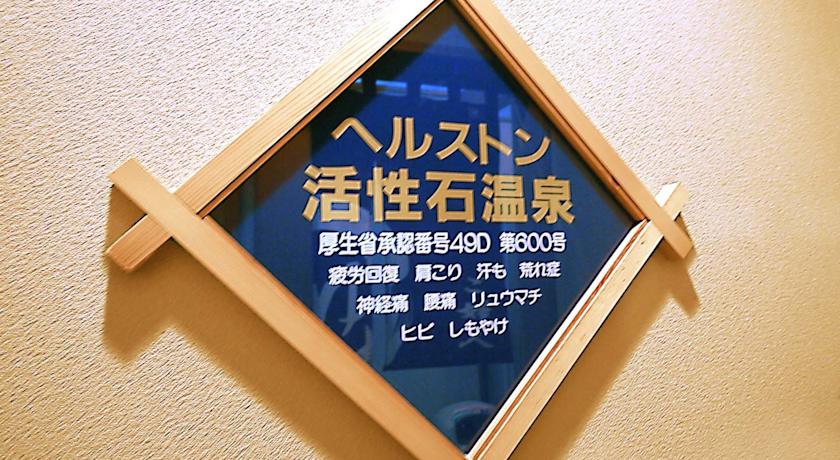 ヘルストン
活性石温泉
厚生省承認番号49D 第600号
疲労回復 肩こり 汗も 荒れ症
神経痛 腰痛 リュウマチ
ヒビ しもやけ